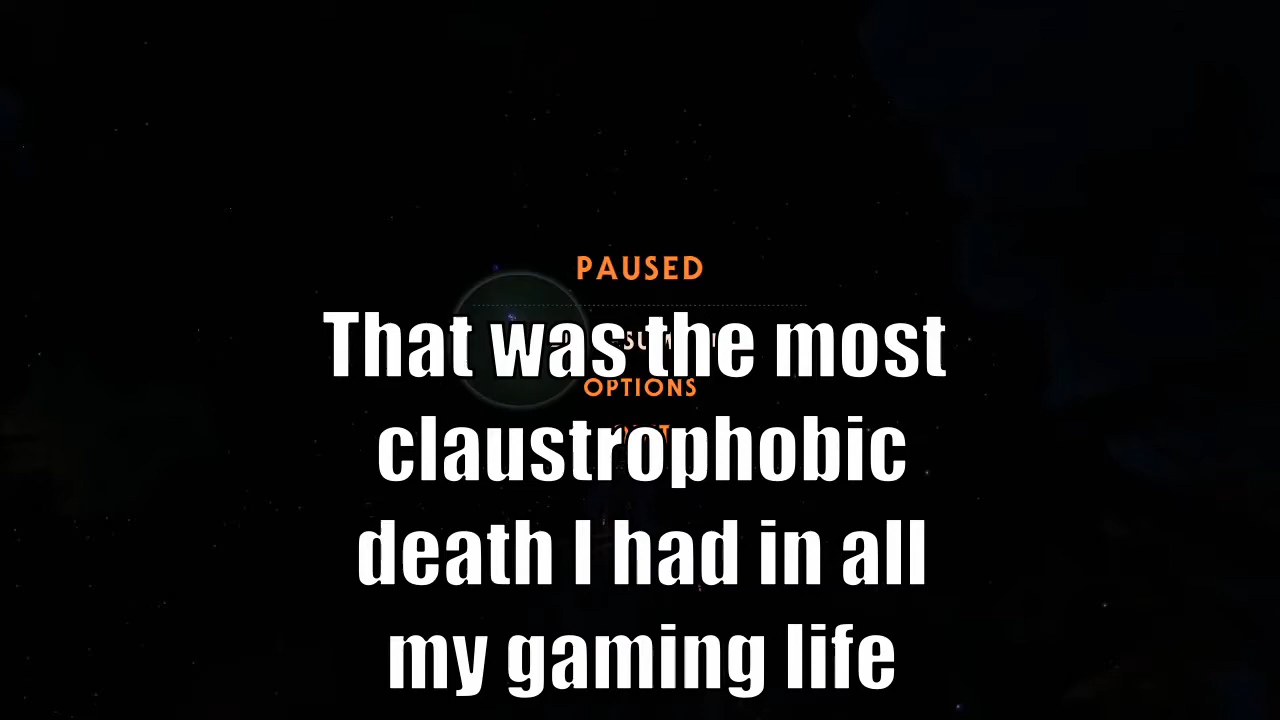 PAUSED
That was the most
OPTIONS
claustrophobic
death I had in all
my gaming life